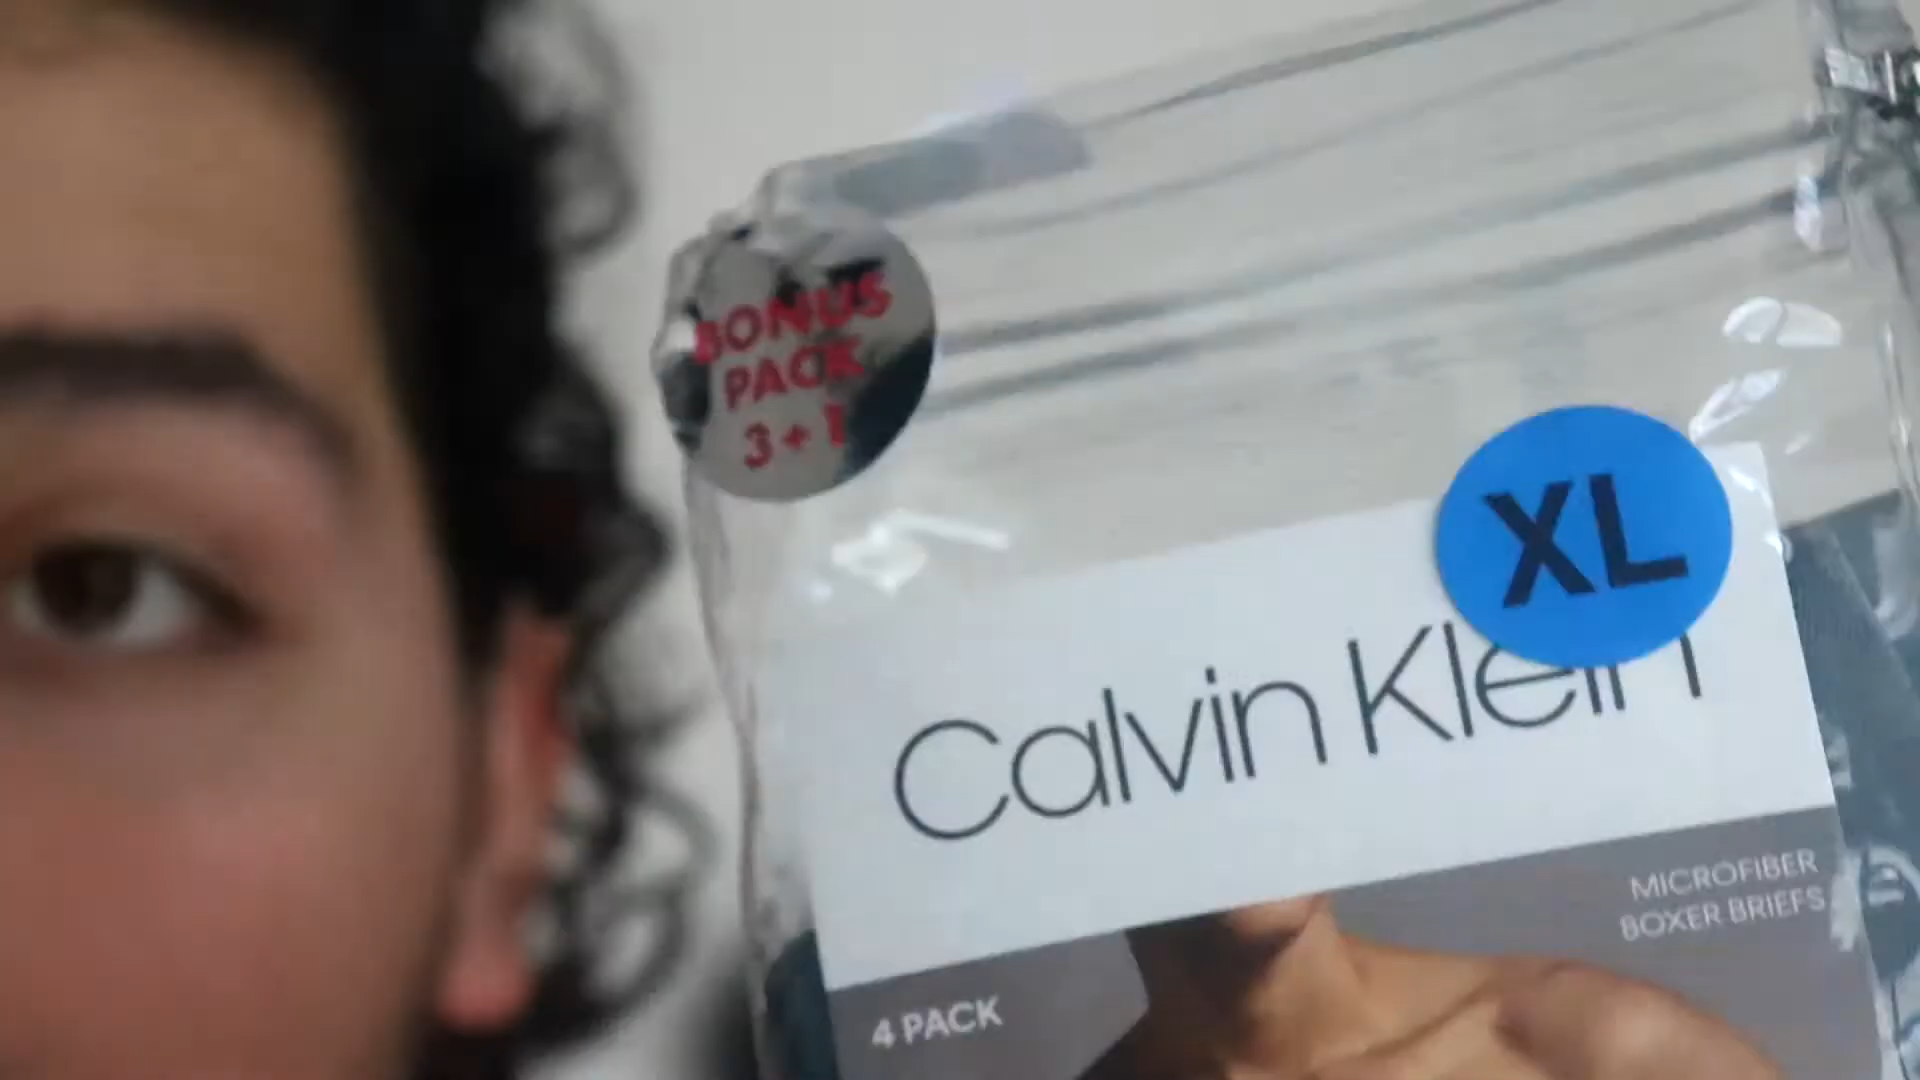 BONUS
PACK
3+1
XL
Calvin Klein
MICROFIBER
BOXER BRIEFS
4 PACK